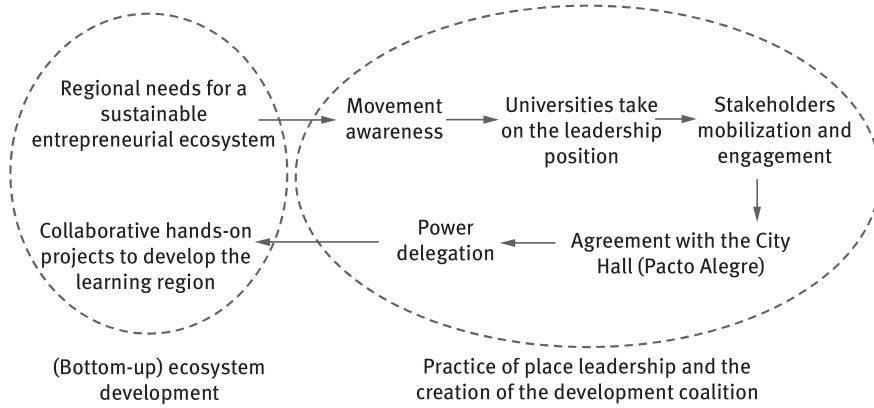 Regional needs for a
sustainable
entrepreneurial ecosystem
Movement
awareness
Universities take
on the leadership
position
Stakeholders
mobilization and
engagement
Collaborative hands-on
projects to develop the
learning region
Power
delegation
Agreement with the City
Hall (Pacto Alegre)
(Bottom-up) ecosystem
development
Practice of place leadership and the
creation of the development coalition